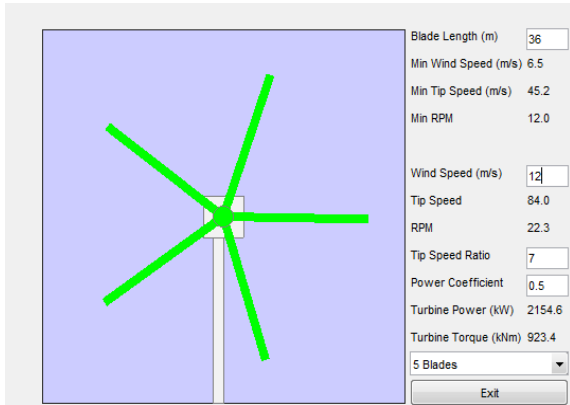 Blade Length (m) 36
Min Wind Speed (m/s) 6.5
Min Tip Speed (m/s) 45.2
Min RPM 12.0
Wind Speed (m/s) 12
Tip Speed 84.0
RPM 22.3
Tip Speed Ratio 7
Power Coefficient 0.5
Turbine Power (kW) 2154.6
Turbine Torque (kNm) 923.4
5 Blades
Exit